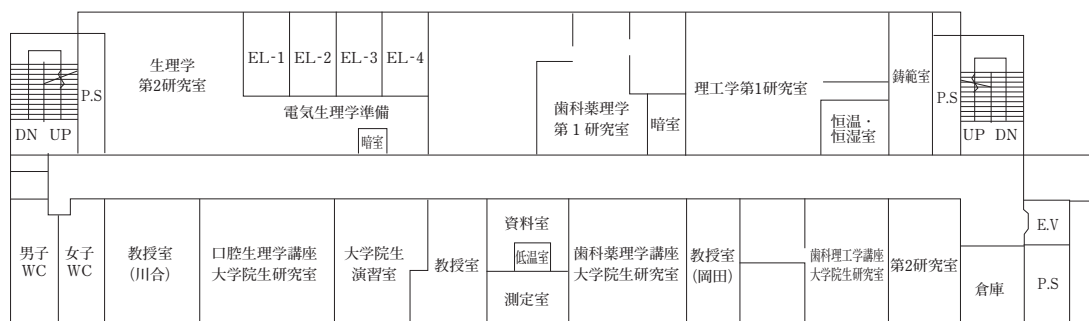 生理学
第2研究室
EL-1
EL-2
EL-3
EL-4
電気生理学準備
暗室
P.S
DN UP
歯科薬理学
第1研究室
暗室
理工学第1研究室
恒温・
恒湿室
鋳範室
P.S
UP DN
男子
WC
女子
WC
教授室
(川合)
口腔生理学講座
大学院生研究室
大学院生
演習室
教授室
資料室
低温室
測定室
歯科薬理学講座
大学院生研究室
教授室
(岡田)
歯科理工学講座
大学院生研究室
第2研究室
倉庫
E.V
P.S